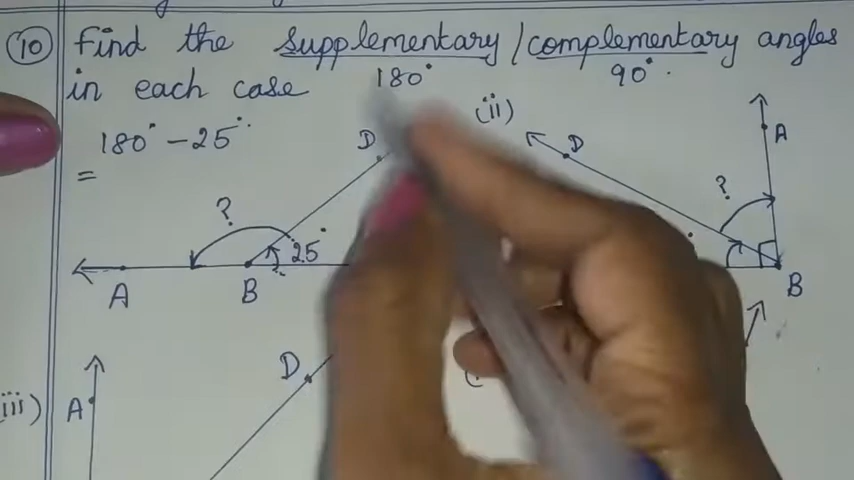 (10) find the supplementary/complementary angles
in each case 180° 90°.
180° - 25°.
=
D
?
25°
A B
(ii)
D A
?
B
(iii) A D